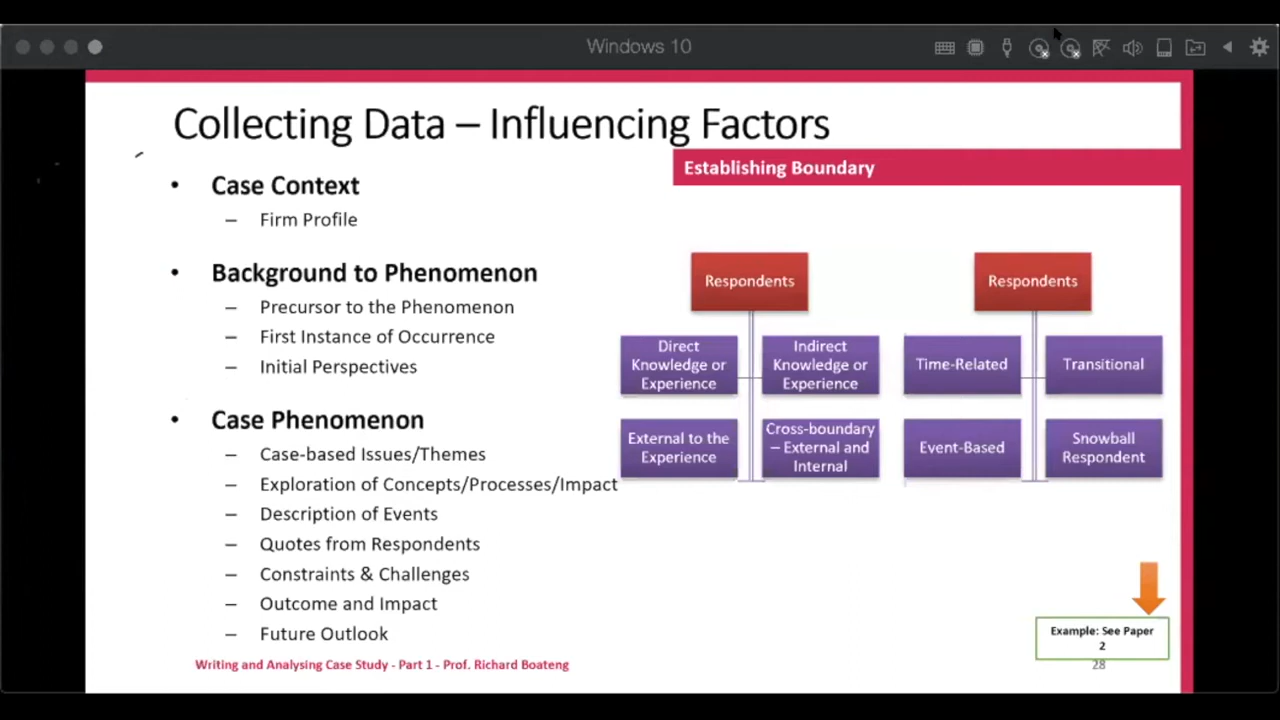 Windows 10
Collecting Data – Influencing Factors
Establishing Boundary
• Case Context
– Firm Profile
• Background to Phenomenon
– Precursor to the Phenomenon
– First Instance of Occurrence
– Initial Perspectives
• Case Phenomenon
– Case-based Issues/Themes
– Exploration of Concepts/Processes/Impact
– Description of Events
– Quotes from Respondents
– Constraints & Challenges
– Outcome and Impact
– Future Outlook
Respondents
Direct
Knowledge or
Experience
Indirect
Knowledge or
Experience
External to the
Experience
Cross-boundary
– External and
Internal
Respondents
Time-Related
Transitional
Event-Based
Snowball
Respondent
Example: See Paper
2
Writing and Analysing Case Study - Part 1 - Prof. Richard Boateng
28